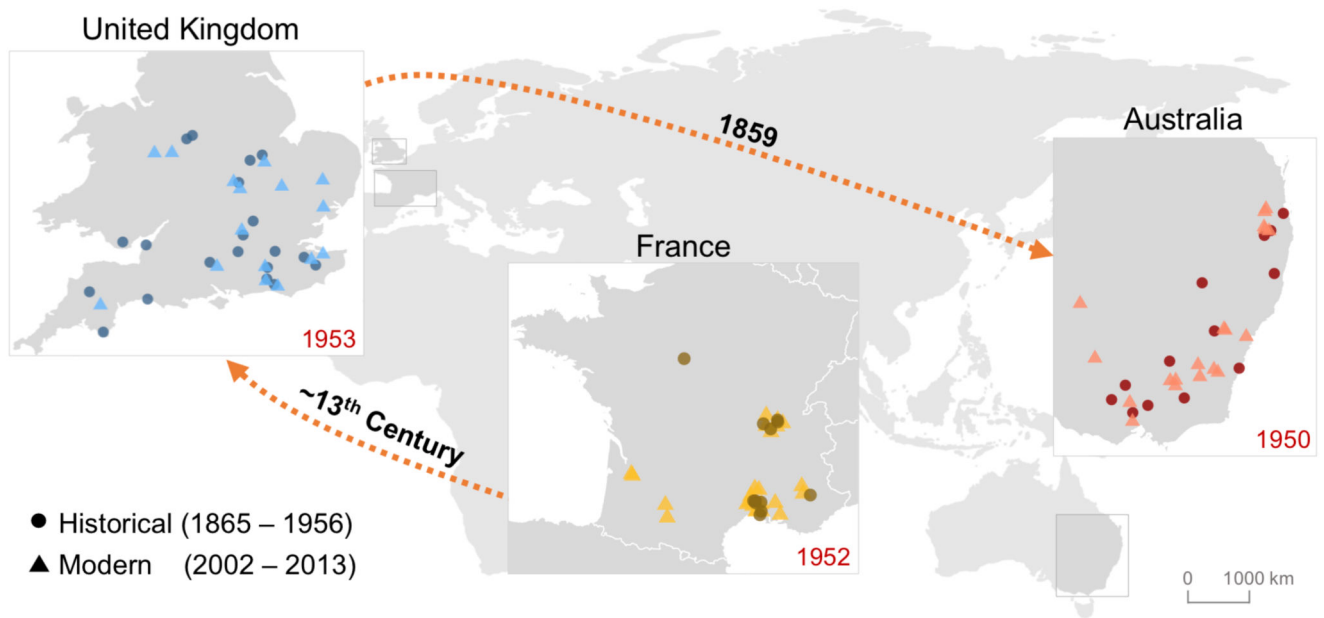 United Kingdom
1953
1859
Australia
1950
France
1952
~13th Century
Historical (1865 – 1956)
Modern (2002 – 2013)
0 1000 km